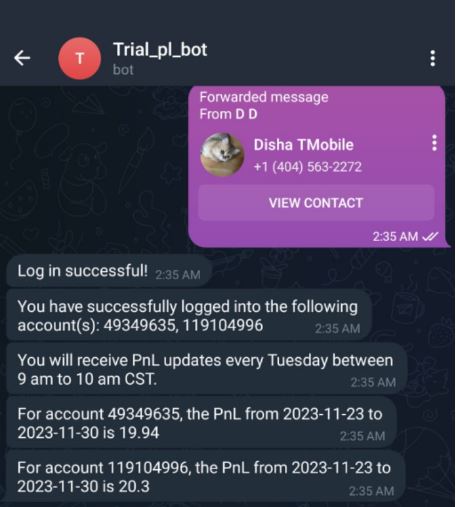 Trial_pl_bot
T
bot
Forwarded message
From D D
Disha TMobile
+1 (404) 563-2272
VIEW CONTACT
2:35 AM
Log in successful! 2:35 AM
You have successfully logged into the following
account(s): 49349635, 119104996 2:35 AM
You will receive PnL updates every Tuesday between
9 am to 10 am CST. 2:35 AM
For account 49349635, the PnL from 2023-11-23 to
2023-11-30 is 19.94 2:35 AM
For account 119104996, the PnL from 2023-11-23 to
2023-11-30 is 20.3 2:35 AM